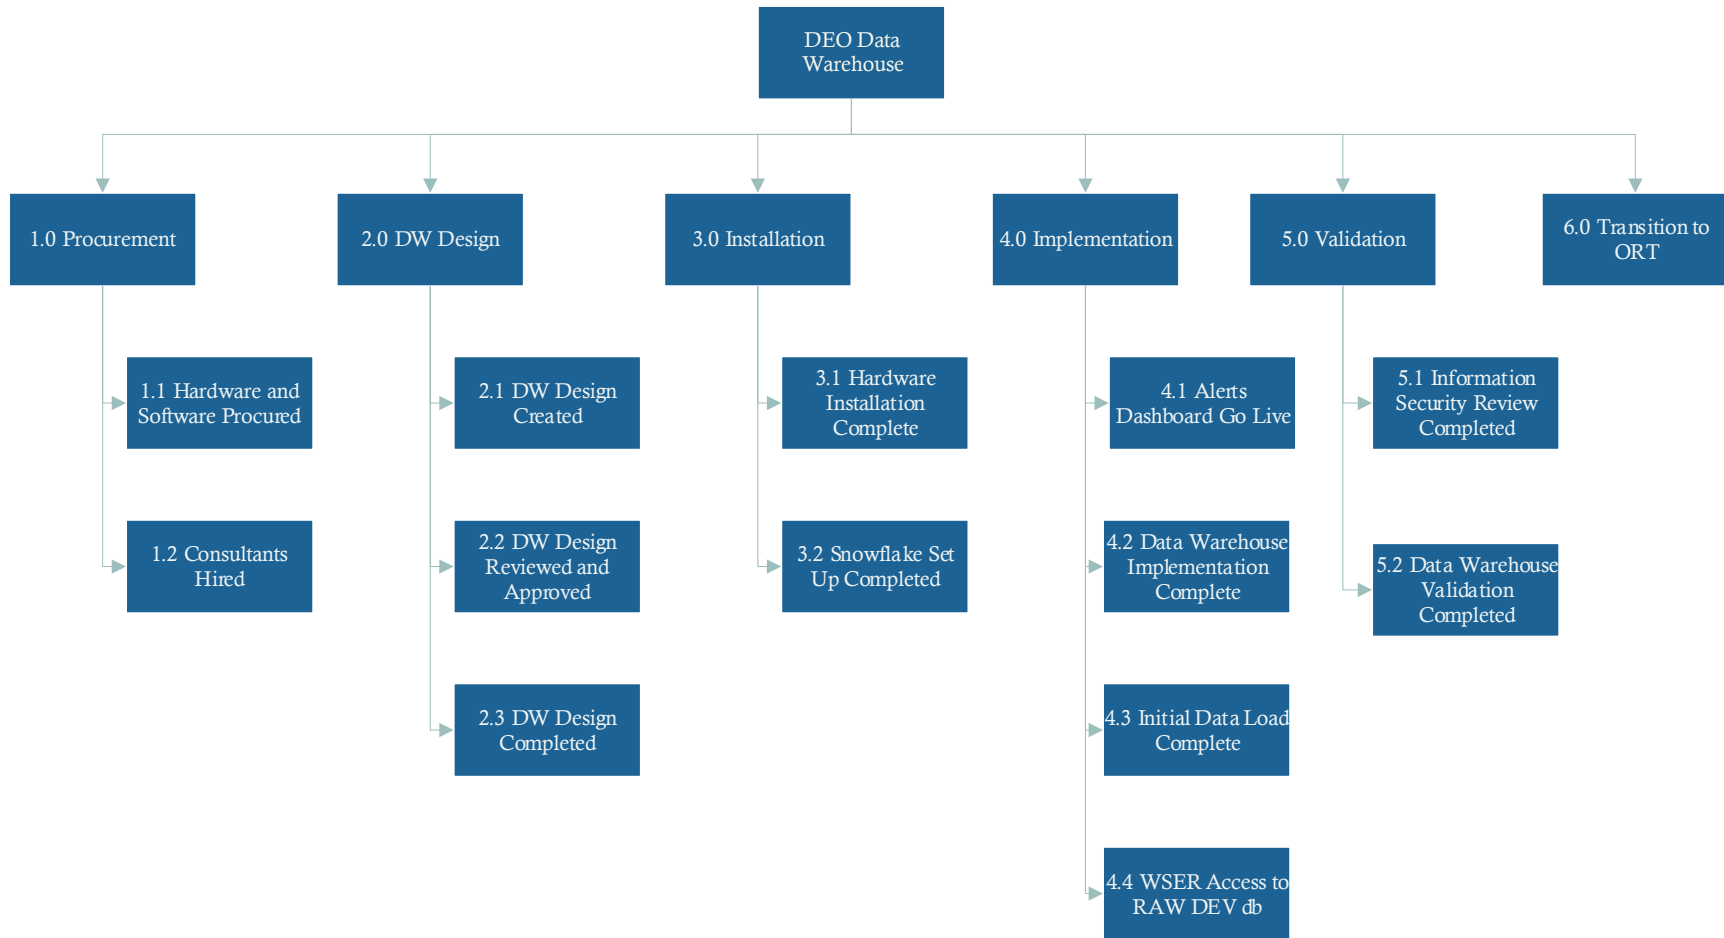 DEO Data
Warehouse
1.0 Procurement
2.0 DW Design
3.0 Installation
4.0 Implementation
5.0 Validation
6.0 Transition to
ORT
1.1 Hardware and
Software Procured
2.1 DW Design
Created
3.1 Hardware
Installation
Complete
4.1 Alerts
Dashboard Go Live
5.1 Information
Security Review
Completed
1.2 Consultants
Hired
2.2 DW Design
Reviewed and
Approved
3.2 Snowflake Set
Up Completed
4.2 Data Warehouse
Implementation
Complete
5.2 Data Warehouse
Validation
Completed
2.3 DW Design
Completed
4.3 Initial Data Load
Complete
4.4 WSER Access to
RAW DEV db